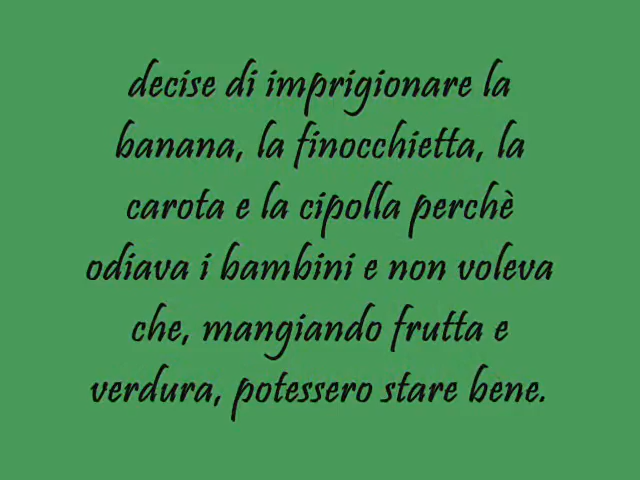 decise di imprigionare la
banana, la finocchietta, la
carota e la cipolla perchè
odiava i bambini e non voleva
che, mangiando frutta e
verdura, potessero stare bene.